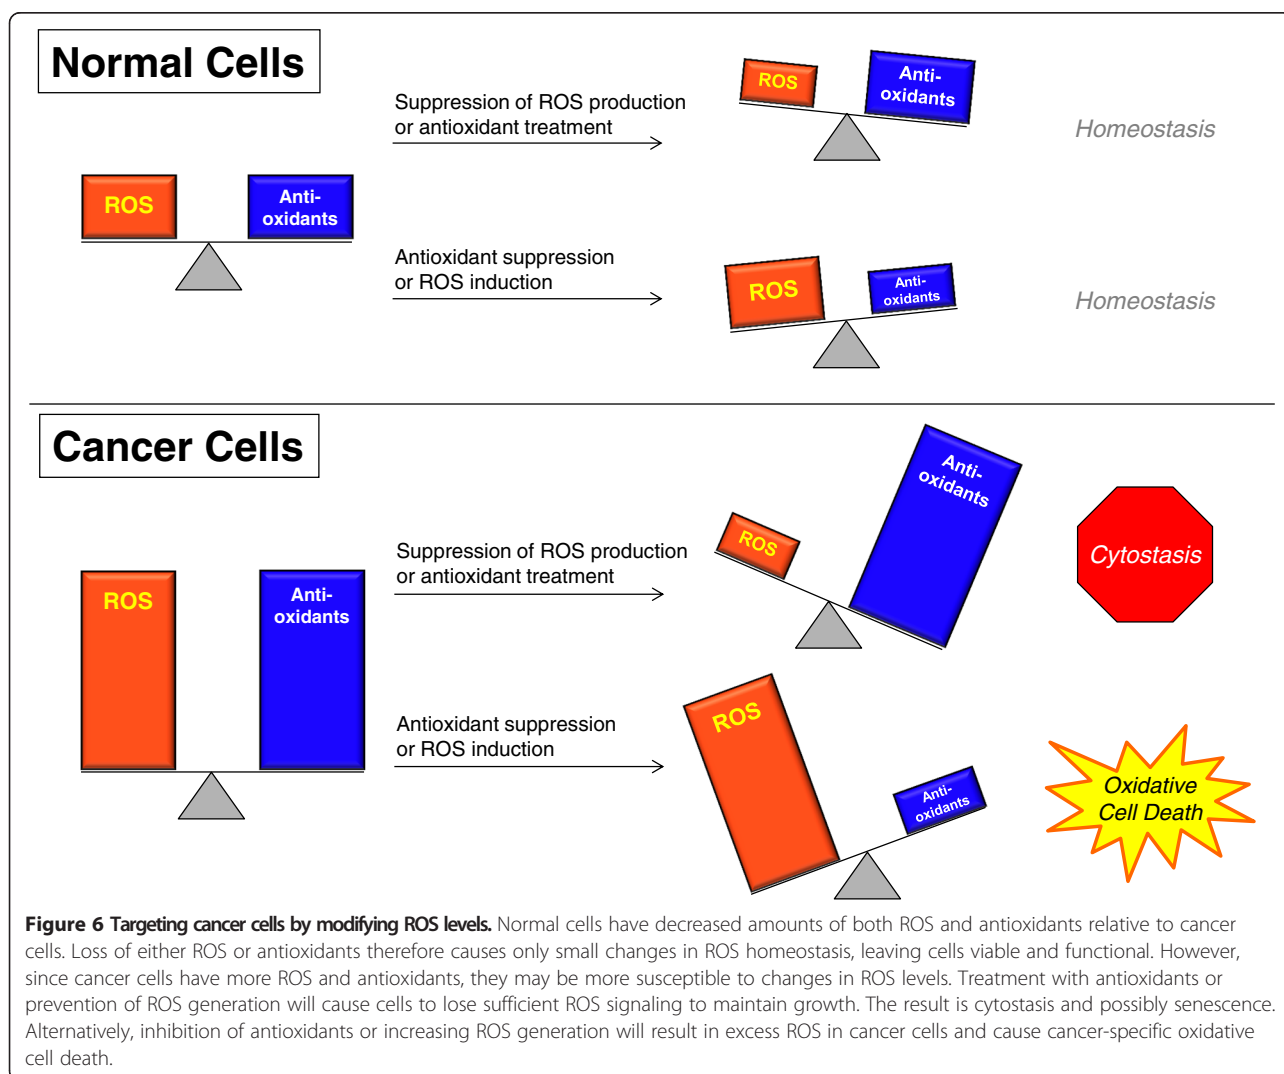 Normal Cells
Suppression of ROS production
or antioxidant treatment
ROS
Anti-
oxidants
Homeostasis
ROS
Anti-
oxidants
Antioxidant suppression
or ROS induction
ROS
Anti-
oxidants
Homeostasis
Cancer Cells
Suppression of ROS production
or antioxidant treatment
ROS
Anti-
oxidants
Cytostasis
ROS
Anti-
oxidants
Antioxidant suppression
or ROS induction
ROS
Anti-
oxidants
Oxidative
Cell Death
Figure 6 Targeting cancer cells by modifying ROS levels. Normal cells have decreased amounts of both ROS and antioxidants relative to cancer
cells. Loss of either ROS or antioxidants therefore causes only small changes in ROS homeostasis, leaving cells viable and functional. However,
since cancer cells have more ROS and antioxidants, they may be more susceptible to changes in ROS levels. Treatment with antioxidants or
prevention of ROS generation will cause cells to lose sufficient ROS signaling to maintain growth. The result is cytostasis and possibly senescence.
Alternatively, inhibition of antioxidants or increasing ROS generation will result in excess ROS in cancer cells and cause cancer-specific oxidative
cell death.